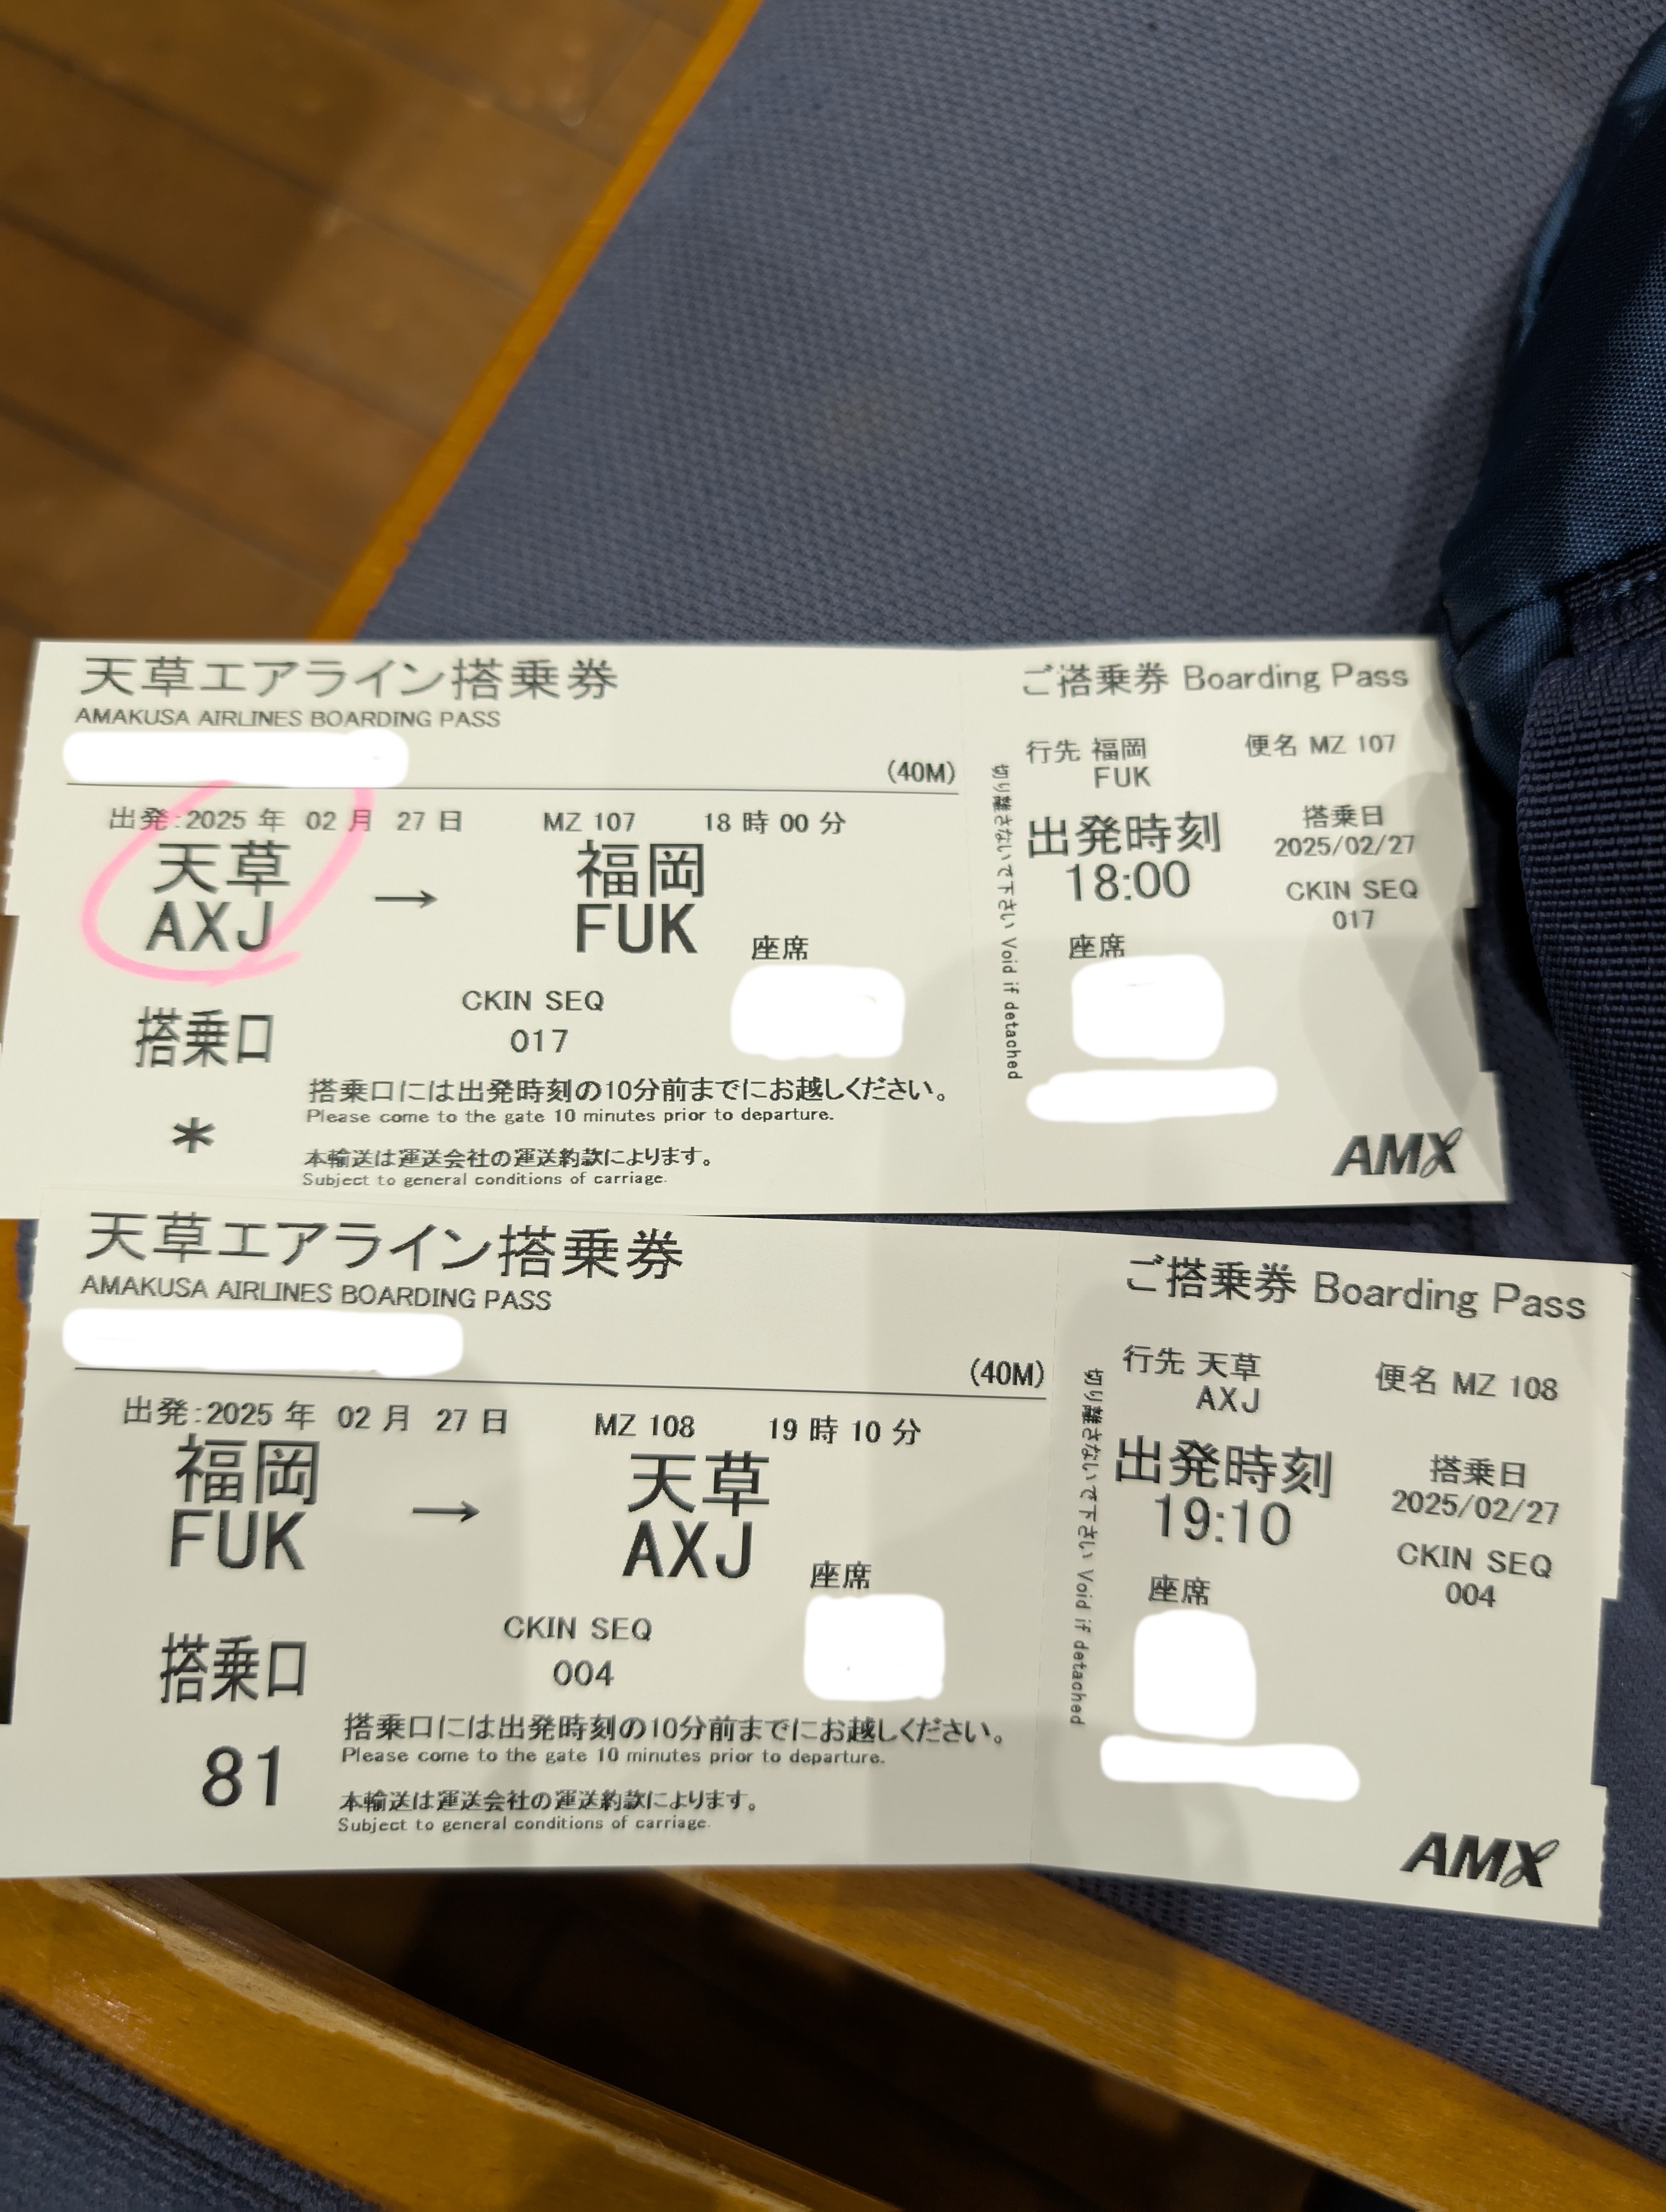 天草エアライン搭乗券
AMAKUSA AIRLINES BOARDING PASS
(40M)
出発:2025 年 02 月 27 日 MZ 107 18 時 00 分
天草 → 福岡
AXJ FUK
座席
搭乗口
CKIN SEQ
017
*
搭乗口には出発時刻の10分前までにお越しください。
Please come to the gate 10 minutes prior to departure.
本輸送は運送会社の運送約款によります。
Subject to general conditions of carriage.
切り離さないで下さい Void if detached
ご搭乗券 Boarding Pass
行先 福岡 便名 MZ 107
FUK
出発時刻 搭乗日
18:00 2025/02/27
CKIN SEQ
017
座席
AMX
天草エアライン搭乗券
AMAKUSA AIRLINES BOARDING PASS
(40M)
出発:2025 年 02 月 27 日 MZ 108 19 時 10 分
福岡 → 天草
FUK AXJ
座席
搭乗口
CKIN SEQ
004
81
搭乗口には出発時刻の10分前までにお越しください。
Please come to the gate 10 minutes prior to departure.
本輸送は運送会社の運送約款によります。
Subject to general conditions of carriage.
切り離さないで下さい Void if detached
ご搭乗券 Boarding Pass
行先 天草 便名 MZ 108
AXJ
出発時刻 搭乗日
19:10 2025/02/27
CKIN SEQ
004
座席
AMX